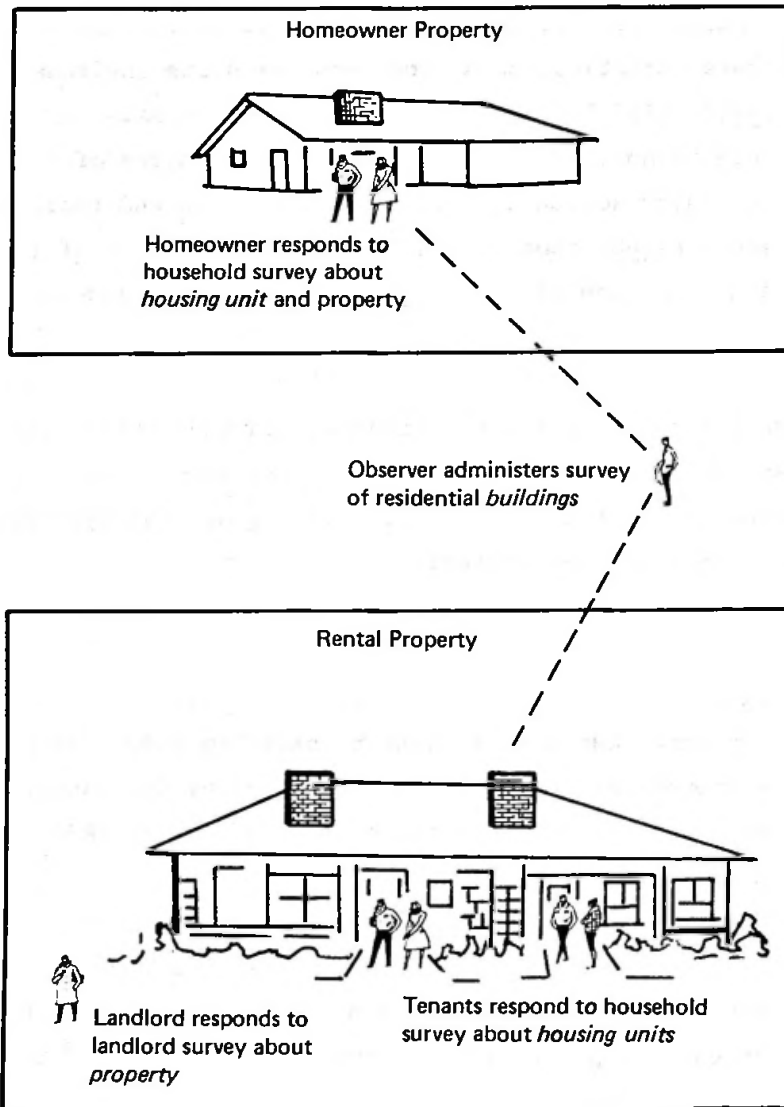 Homeowner Property
Homeowner responds to
household survey about
housing unit and property
Observer administers survey
of residential buildings
Rental Property
Landlord responds to
landlord survey about
property
Tenants respond to household
survey about housing units